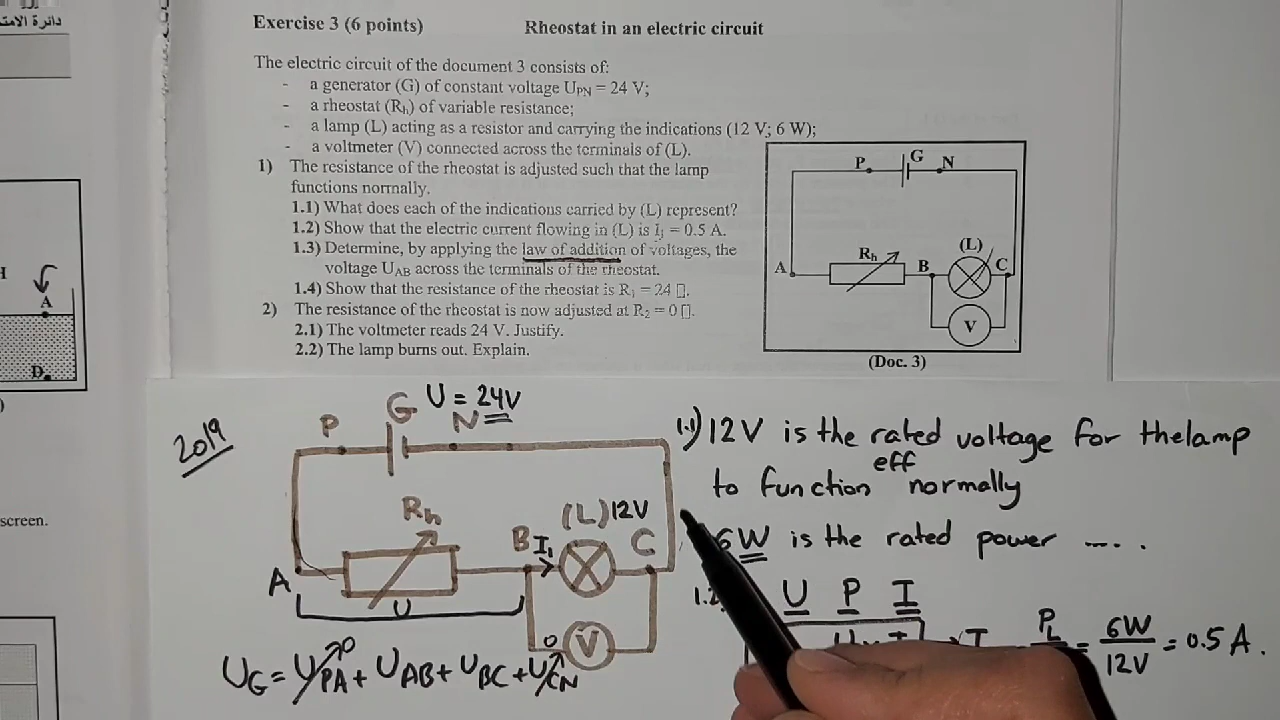 دائرة الامت
Exercise 3 (6 points)
Rheostat in an electric circuit
The electric circuit of the document 3 consists of:
- a generator (G) of constant voltage UPN = 24 V;
- a rheostat (Rh) of variable resistance;
- a lamp (L) acting as a resistor and carrying the indications (12 V; 6 W);
- a voltmeter (V) connected across the terminals of (L).
1) The resistance of the rheostat is adjusted such that the lamp
functions normally.
1.1) What does each of the indications carried by (L) represent?
1.2) Show that the electric current flowing in (L) is I1 = 0.5 A.
1.3) Determine, by applying the law of addition of voltages, the
voltage UAB across the terminals of the rheostat.
1.4) Show that the resistance of the rheostat is R1 = 24 □.
2) The resistance of the rheostat is now adjusted at R2 = 0 □.
2.1) The voltmeter reads 24 V. Justify.
2.2) The lamp burns out. Explain.
P G N
A Rh B (L) C
V
(Doc. 3)
H
A
D
)
screen.
2019
P G U = 24V
N
Rh (L) 12V
A B I1 C
U
0 V
UG = UPA 0 + UAB + UBC + UCN
1.1) 12V is the rated voltage for the lamp
eff
to function normally
6W is the rated power ....
1.2 U P I
I PL = 6W/12V = 0.5 A.